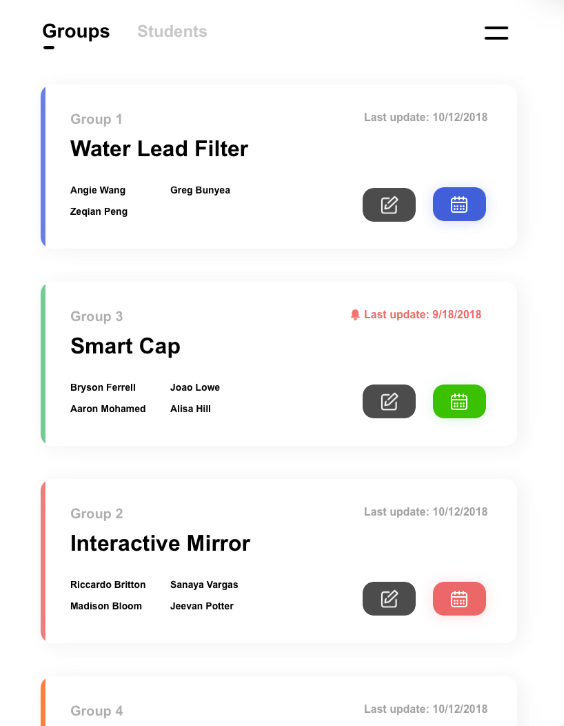 Groups Students
Group 1 Last update: 10/12/2018
Water Lead Filter
Angie Wang Greg Bunyea
Zeqian Peng
Group 3 Last update: 9/18/2018
Smart Cap
Bryson Ferrell Joao Lowe
Aaron Mohamed Alisa Hill
Group 2 Last update: 10/12/2018
Interactive Mirror
Riccardo Britton Sanaya Vargas
Madison Bloom Jeevan Potter
Group 4 Last update: 10/12/2018